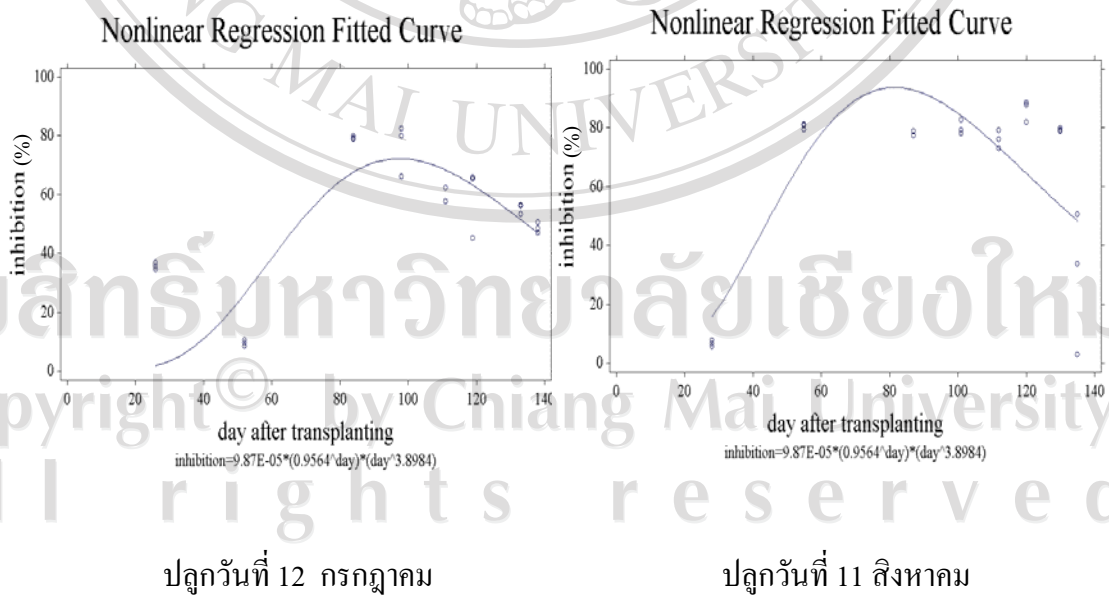 Nonlinear Regression Fitted Curve
inhibition (%)
100
80
60
40
20
0
0 20 40 60 80 100 120 140
day after transplanting
inhibition=9.87E-05*(0.9564^day)*(day^3.8984)
ปลูกวันที่ 12 กรกฎาคม
Nonlinear Regression Fitted Curve
inhibition (%)
100
80
60
40
20
0
0 20 40 60 80 100 120 140
day after transplanting
inhibition=9.87E-05*(0.9564^day)*(day^3.8984)
ปลูกวันที่ 11 สิงหาคม
NG MAI UNIVERSI
สิทธิ์มหาวิทยาลัยเชียงใหม
pyright © by Chiang Mai University
ll rights reserved